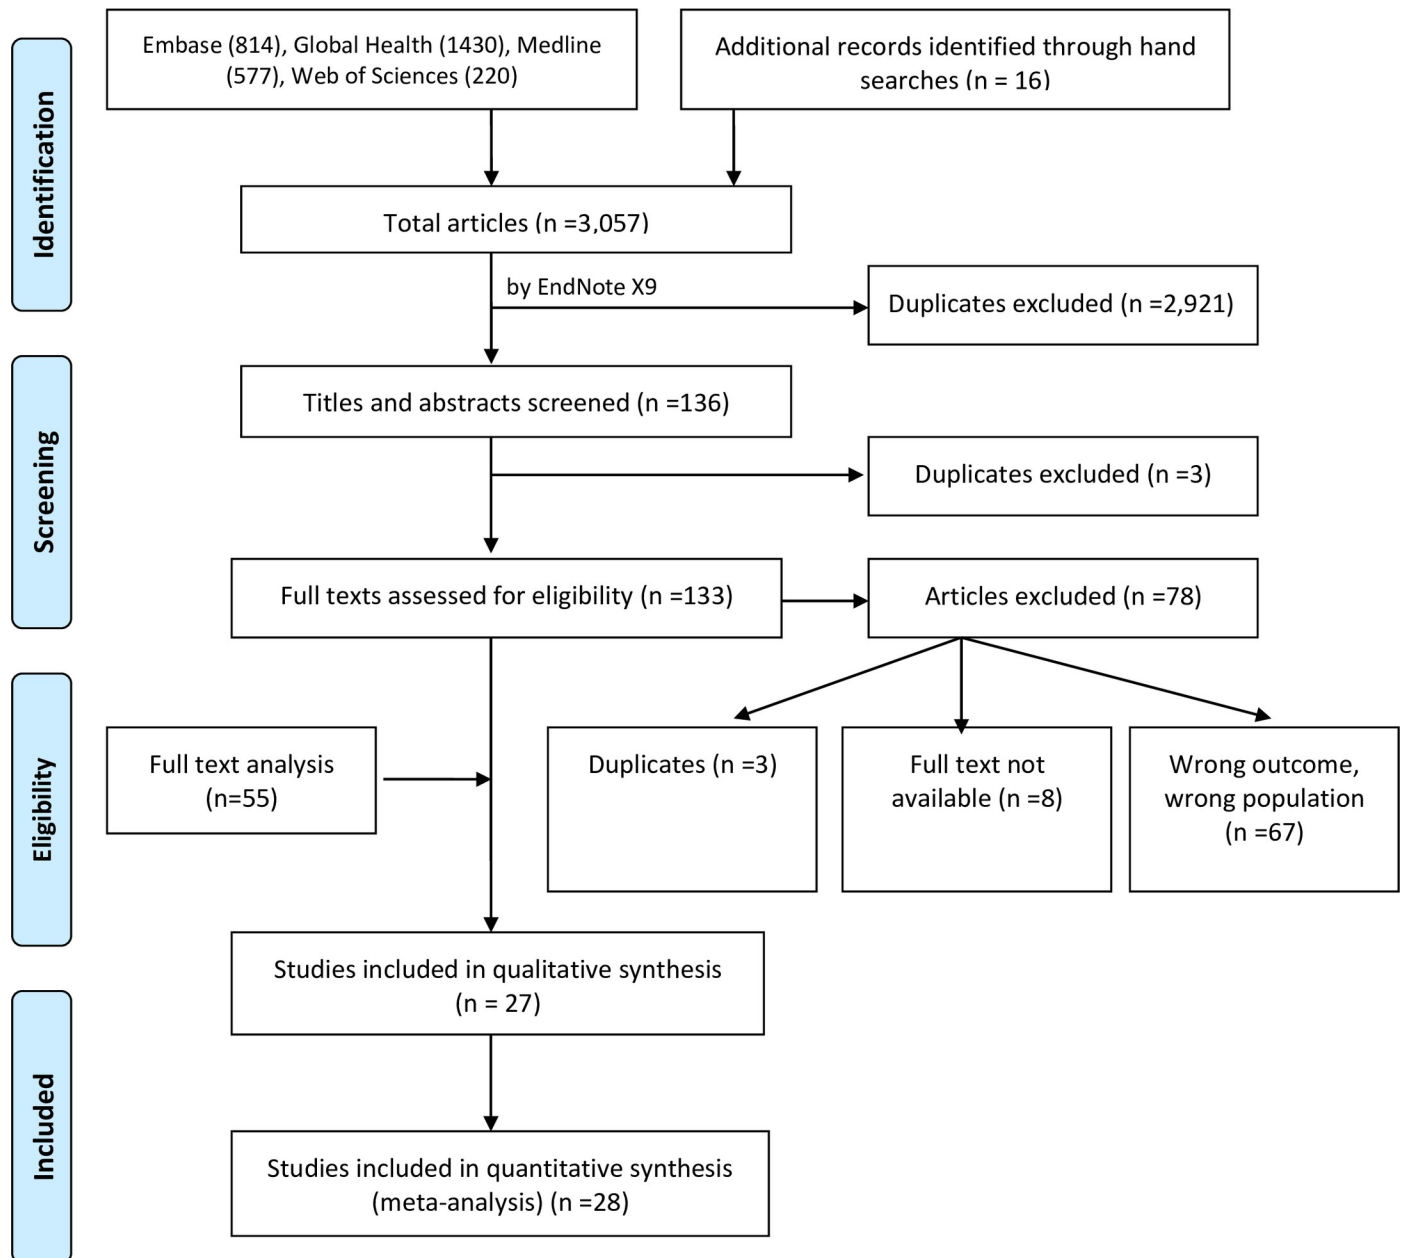 Identification
Embase (814), Global Health (1430), Medline
(577), Web of Sciences (220)
Additional records identified through hand
searches (n = 16)
Total articles (n =3,057)
by EndNote X9
Duplicates excluded (n =2,921)
Screening
Titles and abstracts screened (n =136)
Duplicates excluded (n =3)
Full texts assessed for eligibility (n =133)
Articles excluded (n =78)
Eligibility
Full text analysis
(n=55)
Duplicates (n =3)
Full text not
available (n =8)
Wrong outcome,
wrong population
(n =67)
Studies included in qualitative synthesis
(n = 27)
Included
Studies included in quantitative synthesis
(meta-analysis) (n =28)